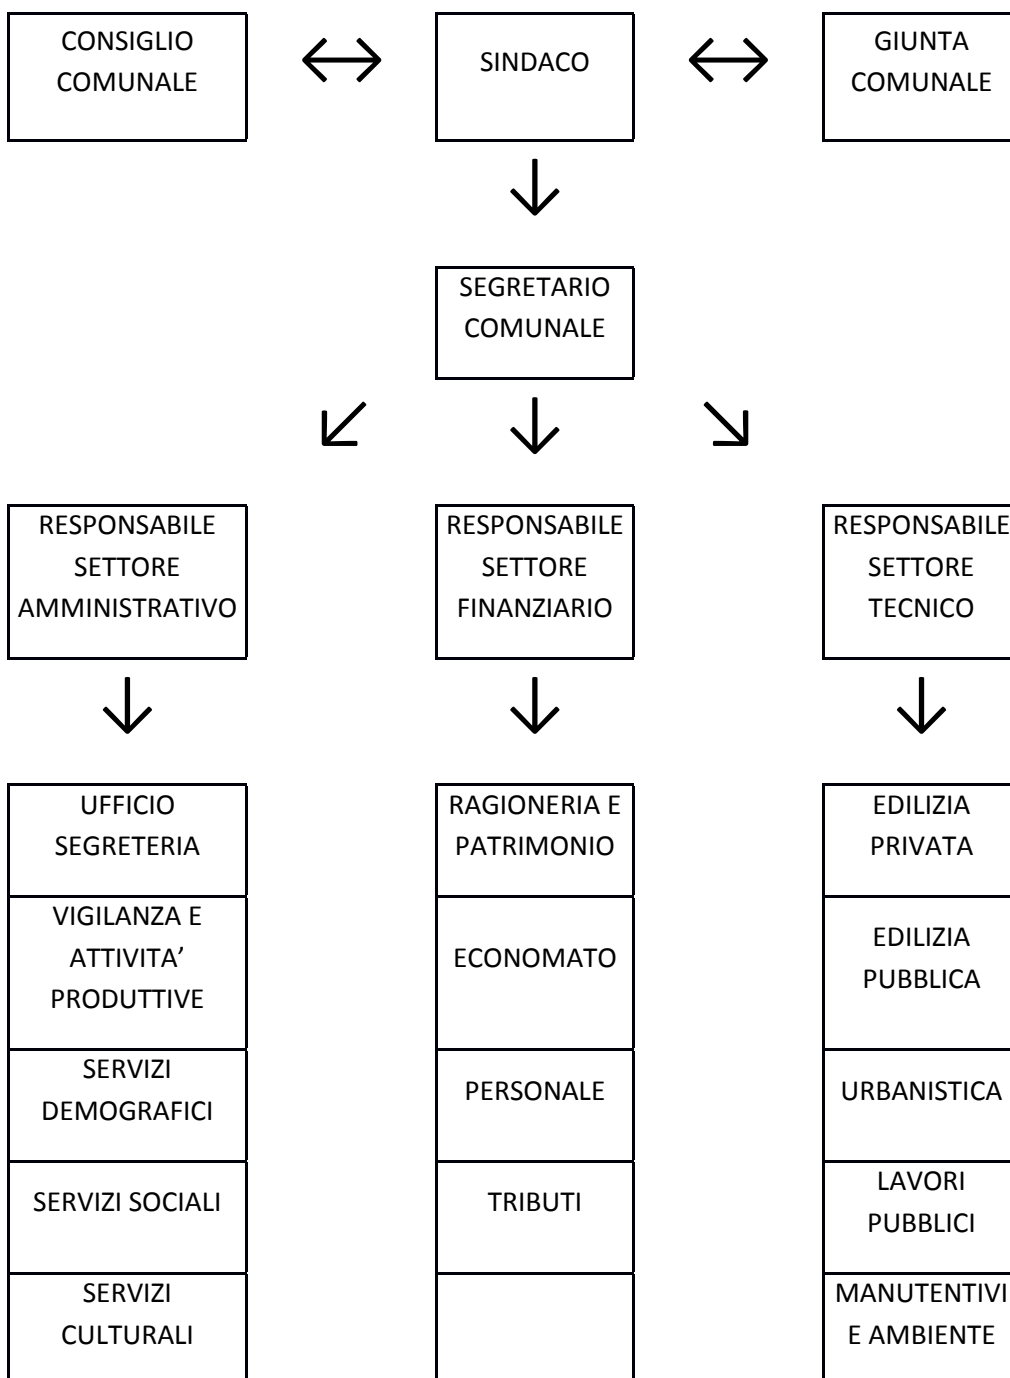 CONSIGLIO
COMUNALE
SINDACO
GIUNTA
COMUNALE
SEGRETARIO
COMUNALE
RESPONSABILE
SETTORE
AMMINISTRATIVO
RESPONSABILE
SETTORE
FINANZIARIO
RESPONSABILE
SETTORE
TECNICO
UFFICIO
SEGRETERIA
VIGILANZA E
ATTIVITA’
PRODUTTIVE
SERVIZI
DEMOGRAFICI
SERVIZI SOCIALI
SERVIZI
CULTURALI
RAGIONERIA E
PATRIMONIO
ECONOMATO
PERSONALE
TRIBUTI
EDILIZIA
PRIVATA
EDILIZIA
PUBBLICA
URBANISTICA
LAVORI
PUBBLICI
MANUTENTIVI
E AMBIENTE